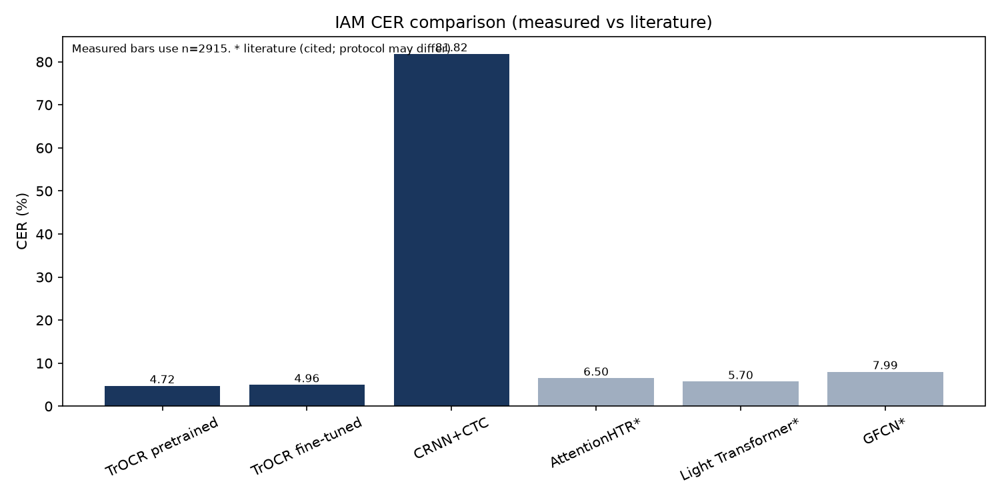 IAM CER comparison (measured vs literature)
Measured bars use n=2915. * literature (cited; protocol may differ).
81.82
CER (%)
80
70
60
50
40
30
20
10
0
4.72
4.96
6.50
5.70
7.99
TrOCR pretrained
TrOCR fine-tuned
CRNN+CTC
AttentionHTR*
Light Transformer*
GFCN*